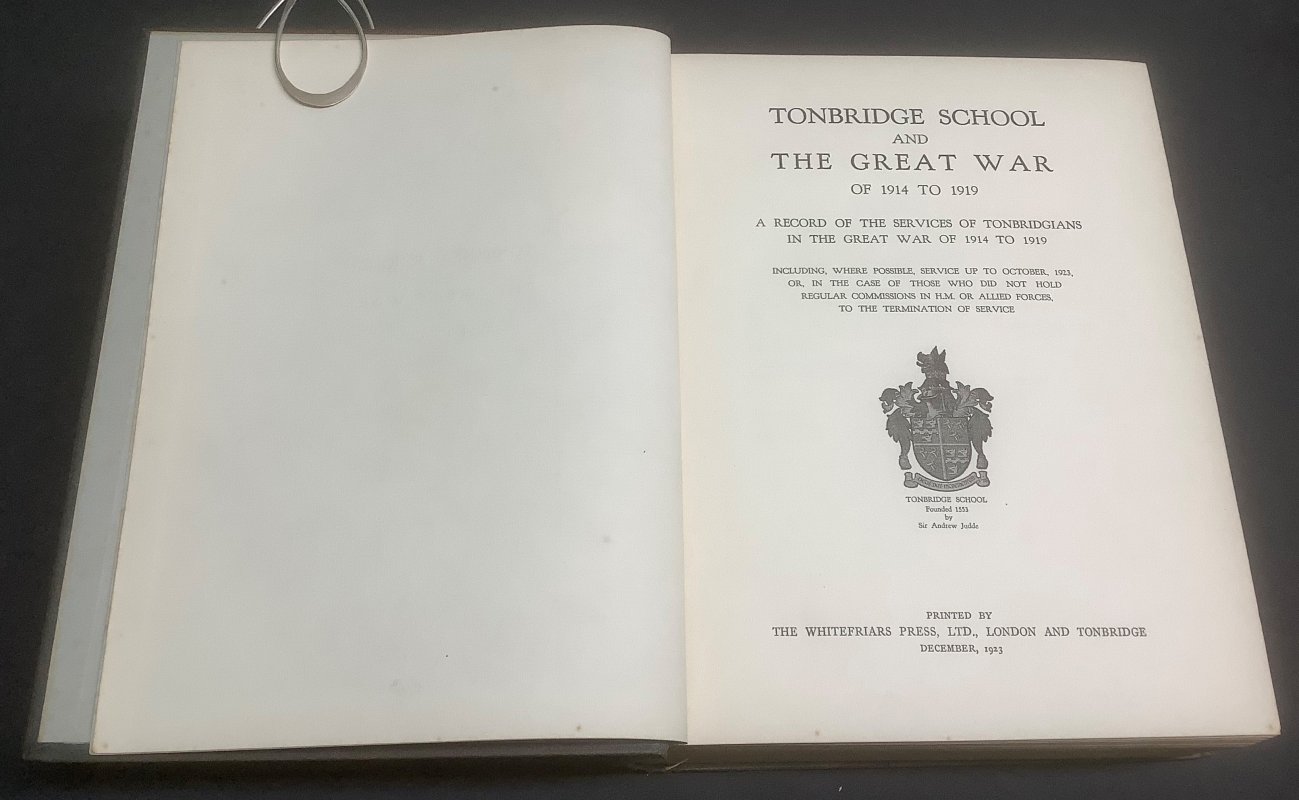 TONBRIDGE SCHOOL
AND
THE GREAT WAR
OF 1914 TO 1919
A RECORD OF THE SERVICES OF TONBRIDGIANS
IN THE GREAT WAR OF 1914 TO 1919
INCLUDING, WHERE POSSIBLE, SERVICE UP TO OCTOBER, 1923,
OR, IN THE CASE OF THOSE WHO DID NOT HOLD
REGULAR COMMISSIONS IN H.M. OR ALLIED FORCES,
TO THE TERMINATION OF SERVICE
TONBRIDGE SCHOOL
Founded 1553
by
Sir Andrew Judde
PRINTED BY
THE WHITEFRIARS PRESS, LTD., LONDON AND TONBRIDGE
DECEMBER, 1923